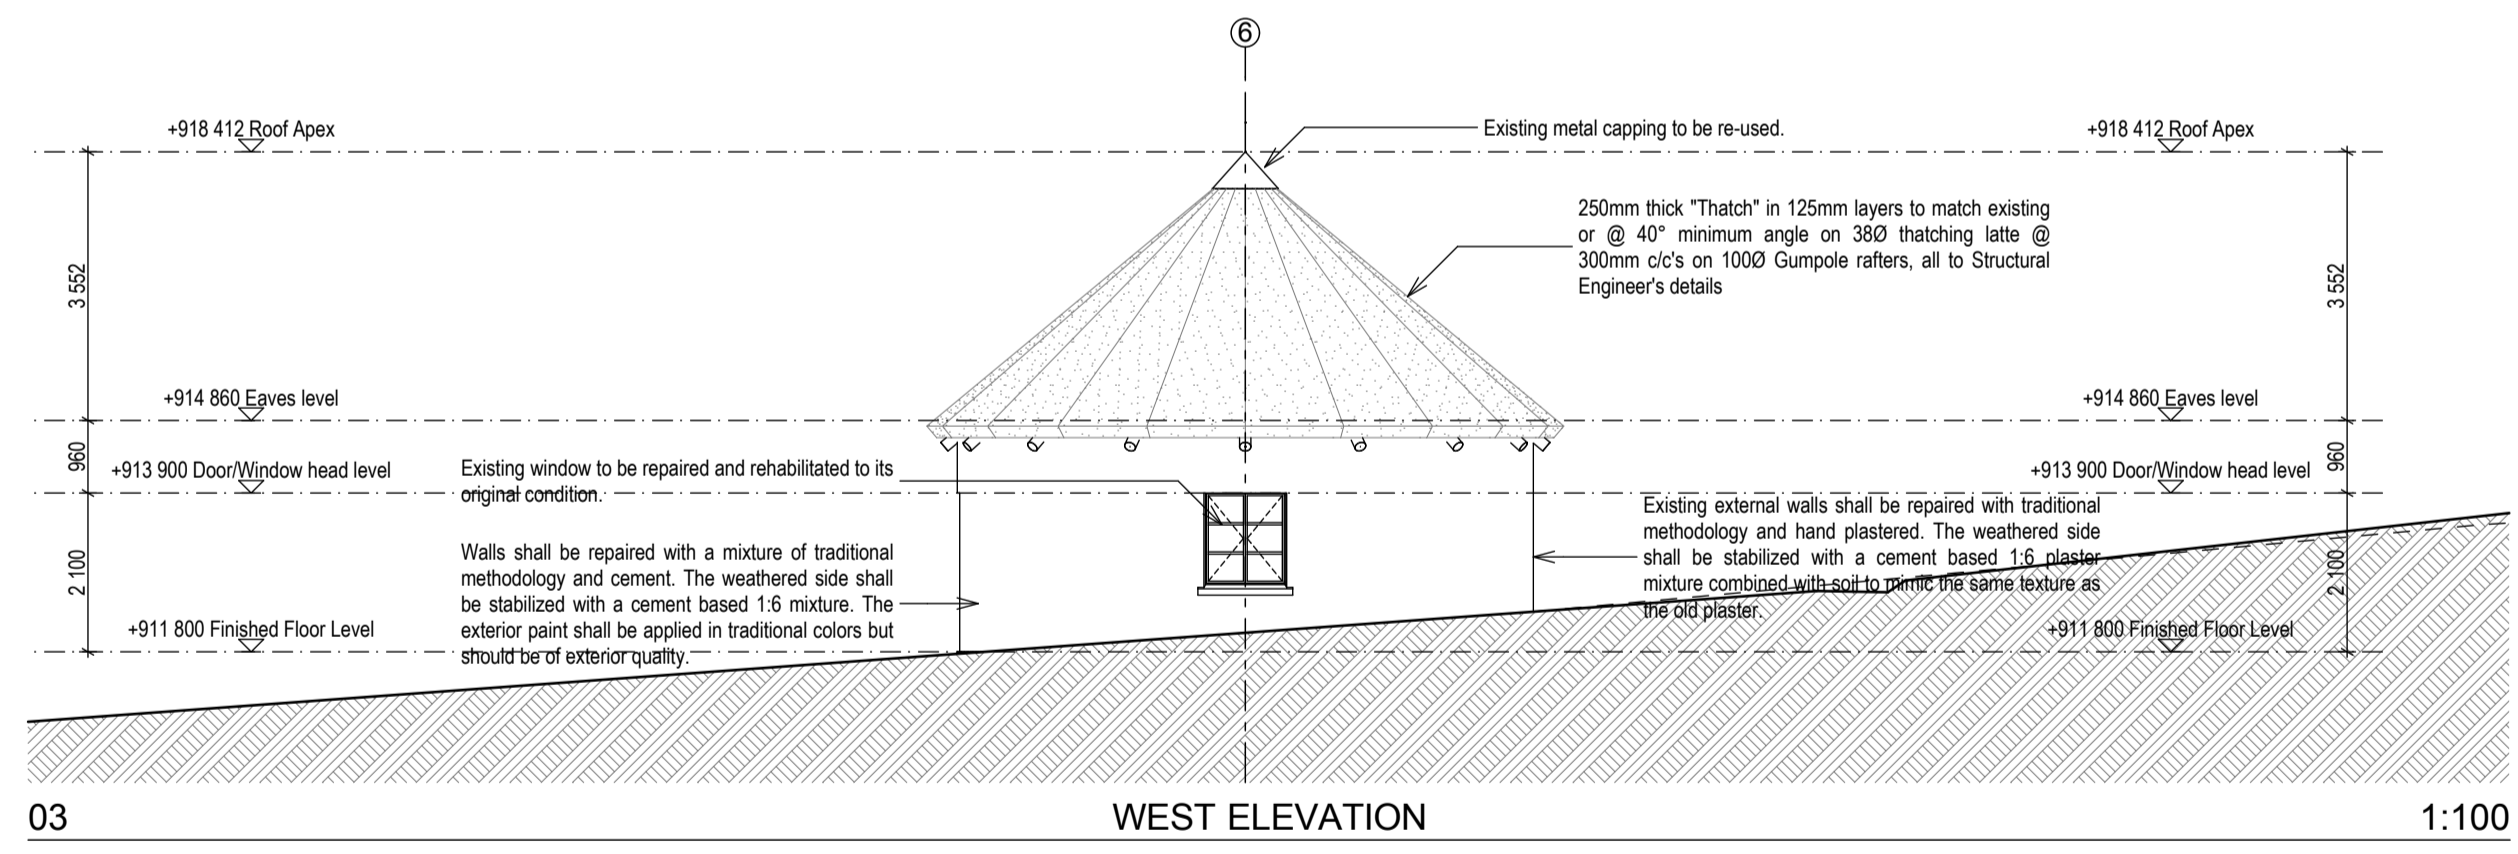 6
+918 412 Roof Apex
Existing metal capping to be re-used.
+918 412 Roof Apex
250mm thick "Thatch" in 125mm layers to match existing
or @ 40° minimum angle on 38Ø thatching latte @
300mm c/c's on 100Ø Gumpole rafters, all to Structural
Engineer's details
3 552
3 552
+914 860 Eaves level
+914 860 Eaves level
960
960
+913 900 Door/Window head level
Existing window to be repaired and rehabilitated to its
original condition.
+913 900 Door/Window head level
Existing external walls shall be repaired with traditional
methodology and hand plastered. The weathered side
shall be stabilized with a cement based 1:6 plaster
mixture combined with soil to mimic the same texture as
the old plaster.
Walls shall be repaired with a mixture of traditional
methodology and cement. The weathered side shall
be stabilized with a cement based 1:6 mixture. The
exterior paint shall be applied in traditional colors but
should be of exterior quality.
2 100
2 100
+911 800 Finished Floor Level
+911 800 Finished Floor Level
03
WEST ELEVATION
1:100